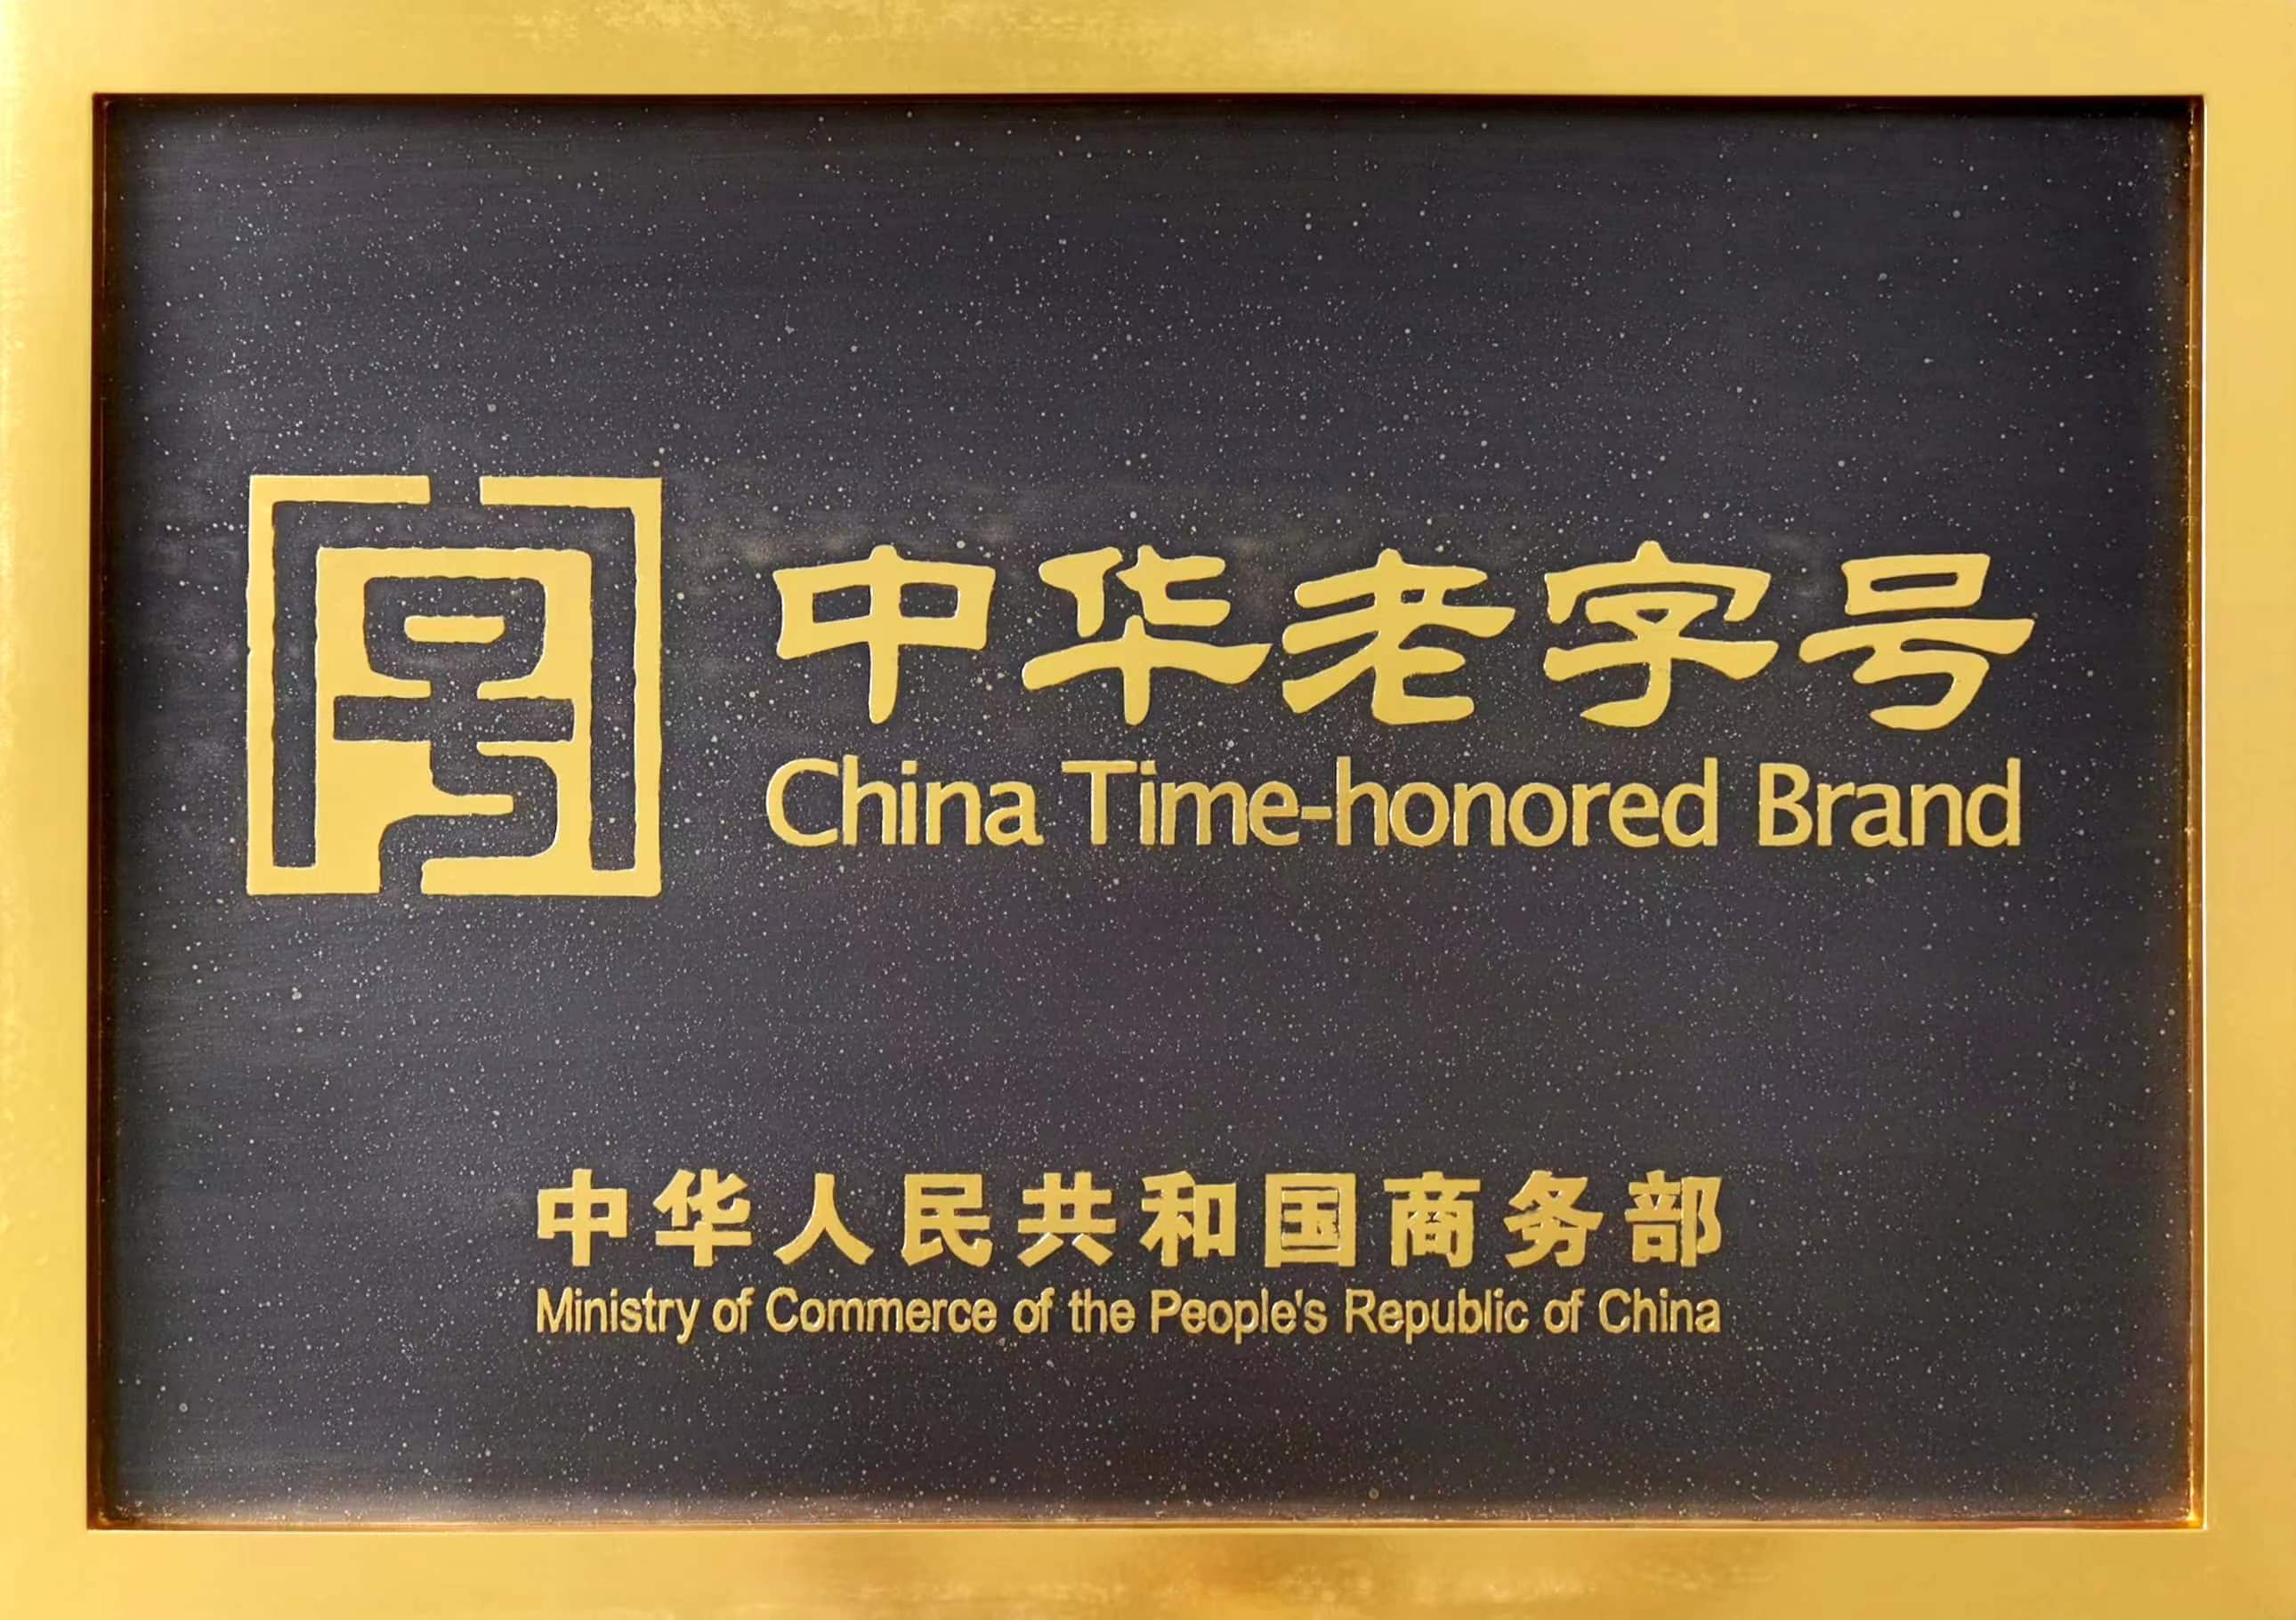 中华老字号
China Time-honored Brand
中华人民共和国商务部
Ministry of Commerce of the People's Republic of China